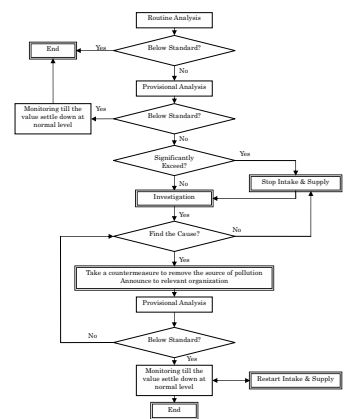 Routine Analysis
End
Yes
Below Standard?
No
Provisional Analysis
Monitoring till the
value settle down at
normal level
Yes
Below Standard?
No
Significantly
Exceed?
Yes
No
Stop Intake & Supply
Investigation
Yes
Find the Cause?
No
Yes
Take a countermeasure to remove the source of pollution
Announce to relevant organization
Provisional Analysis
Below Standard?
No
Yes
Monitoring till the
value settle down at
normal level
Restart Intake & Supply
End